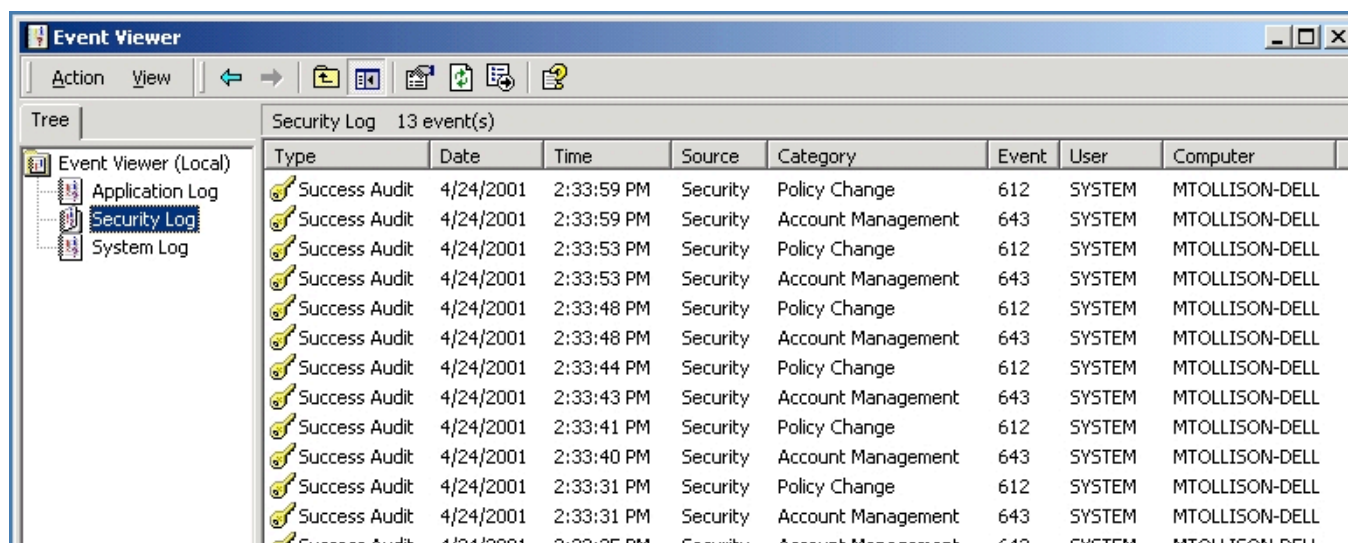 Event Viewer
Action View
Tree
Security Log 13 event(s)
Event Viewer (Local)
Application Log
Security Log
System Log
Type Date Time Source Category Event User Computer
Success Audit 4/24/2001 2:33:59 PM Security Policy Change 612 SYSTEM MTOLLISON-DELL
Success Audit 4/24/2001 2:33:59 PM Security Account Management 643 SYSTEM MTOLLISON-DELL
Success Audit 4/24/2001 2:33:53 PM Security Policy Change 612 SYSTEM MTOLLISON-DELL
Success Audit 4/24/2001 2:33:53 PM Security Account Management 643 SYSTEM MTOLLISON-DELL
Success Audit 4/24/2001 2:33:48 PM Security Policy Change 612 SYSTEM MTOLLISON-DELL
Success Audit 4/24/2001 2:33:48 PM Security Account Management 643 SYSTEM MTOLLISON-DELL
Success Audit 4/24/2001 2:33:44 PM Security Policy Change 612 SYSTEM MTOLLISON-DELL
Success Audit 4/24/2001 2:33:43 PM Security Account Management 643 SYSTEM MTOLLISON-DELL
Success Audit 4/24/2001 2:33:41 PM Security Policy Change 612 SYSTEM MTOLLISON-DELL
Success Audit 4/24/2001 2:33:40 PM Security Account Management 643 SYSTEM MTOLLISON-DELL
Success Audit 4/24/2001 2:33:31 PM Security Policy Change 612 SYSTEM MTOLLISON-DELL
Success Audit 4/24/2001 2:33:31 PM Security Account Management 643 SYSTEM MTOLLISON-DELL